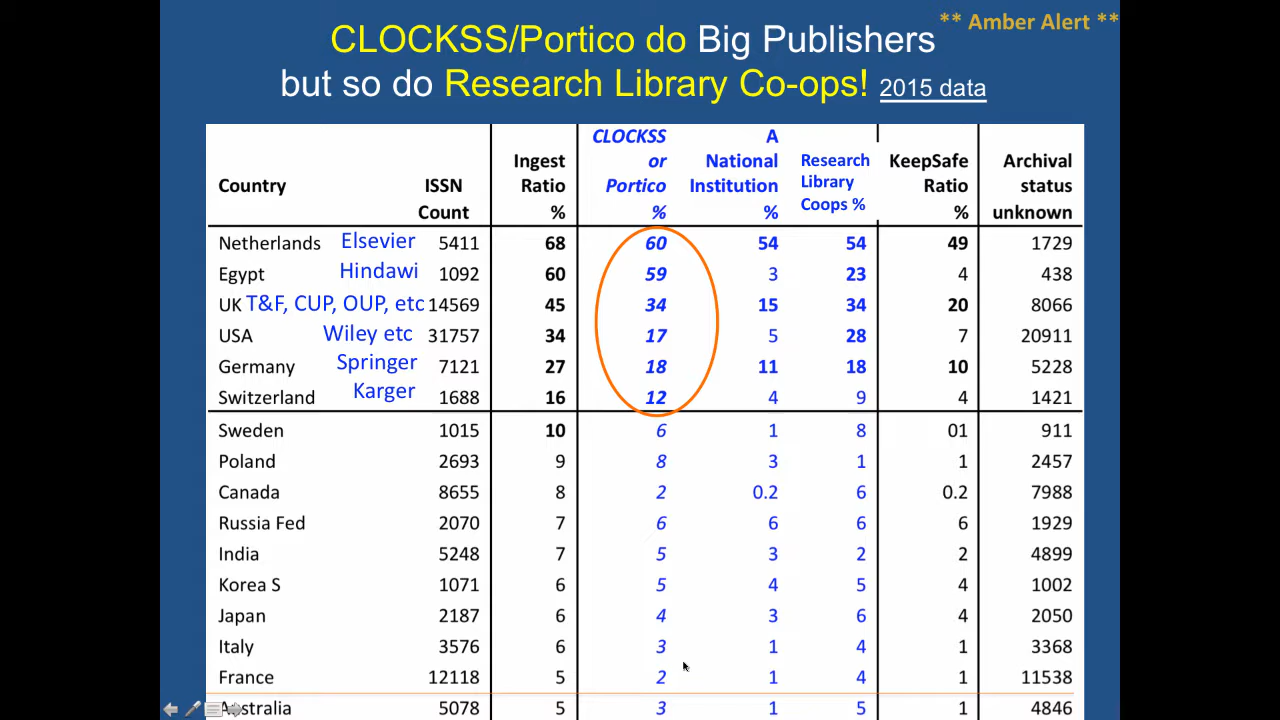 ** Amber Alert **
CLOCKSS/Portico do Big Publishers
but so do Research Library Co-ops! 2015 data
Country ISSN Count Ingest Ratio % CLOCKSS or Portico % A National Institution % Research Library Coops % KeepSafe Ratio % Archival status unknown
Netherlands Elsevier 5411 68 60 54 54 49 1729
Egypt Hindawi 1092 60 59 3 23 4 438
UK T&F, CUP, OUP, etc 14569 45 34 15 34 20 8066
USA Wiley etc 31757 34 17 5 28 7 20911
Germany Springer 7121 27 18 11 18 10 5228
Switzerland Karger 1688 16 12 4 9 4 1421
Sweden 1015 10 6 1 8 01 911
Poland 2693 9 8 3 1 1 2457
Canada 8655 8 2 0.2 6 0.2 7988
Russia Fed 2070 7 6 6 6 6 1929
India 5248 7 5 3 2 2 4899
Korea S 1071 6 5 4 5 4 1002
Japan 2187 6 4 3 6 4 2050
Italy 3576 6 3 1 4 1 3368
France 12118 5 2 1 4 1 11538
Australia 5078 5 3 1 5 1 4846